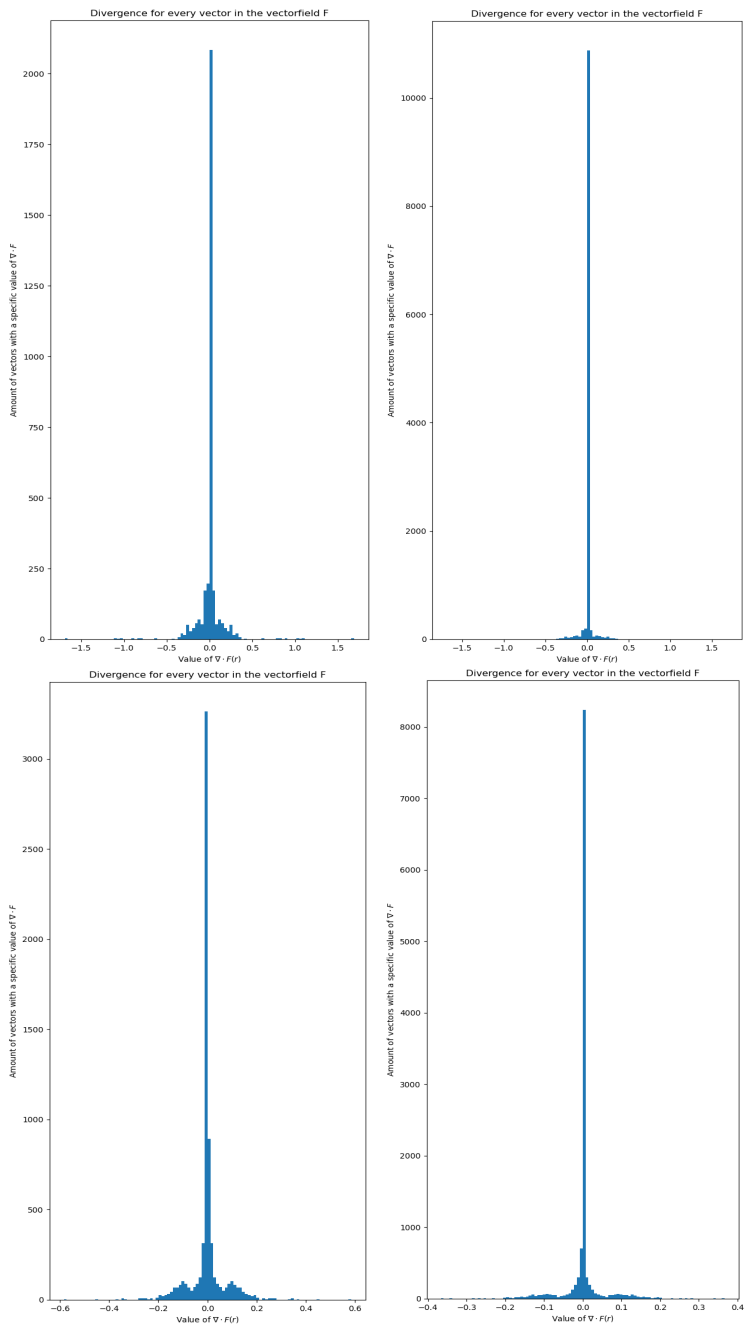 Divergence for every vector in the vectorfield F
Amount of vectors with a specific value of ∇ · F
2000
1750
1500
1250
1000
750
500
250
0
−1.5 −1.0 −0.5 0.0 0.5 1.0 1.5
Value of ∇ · F(r)
Divergence for every vector in the vectorfield F
Amount of vectors with a specific value of ∇ · F
10000
8000
6000
4000
2000
0
−1.5 −1.0 −0.5 0.0 0.5 1.0 1.5
Value of ∇ · F(r)
Divergence for every vector in the vectorfield F
Amount of vectors with a specific value of ∇ · F
3000
2500
2000
1500
1000
500
0
−0.6 −0.4 −0.2 0.0 0.2 0.4 0.6
Value of ∇ · F(r)
Divergence for every vector in the vectorfield F
Amount of vectors with a specific value of ∇ · F
8000
7000
6000
5000
4000
3000
2000
1000
0
−0.4 −0.3 −0.2 −0.1 0.0 0.1 0.2 0.3 0.4
Value of ∇ · F(r)